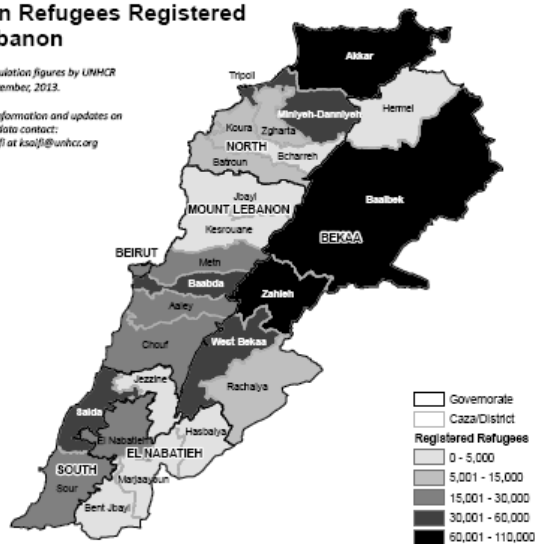 n Refugees Registered
banon
ulation figures by UNHCR
ember, 2013.
formation and updates on
data contact:
fi at ksalfi@unhcr.org
Akkar
Tripoli
Miniyeh-Danniyeh
Hermel
Koura
Zgharta
NORTH
Bcharreh
Batroun
Jbayl
MOUNT LEBANON
Baalbek
Kesrouane
BEKAA
BEIRUT
Metn
Baabda
Zahleh
Aaley
Chouf
West Bekaa
Jezzine
Rachaiya
Saida
Hasbaiya
El Nabatieh
EL NABATIEH
SOUTH
Marjaayoun
Sour
Bent Jbayl
Governorate
Caza/District
Registered Refugees
0 - 5,000
5,001 - 15,000
15,001 - 30,000
30,001 - 60,000
60,001 - 110,000